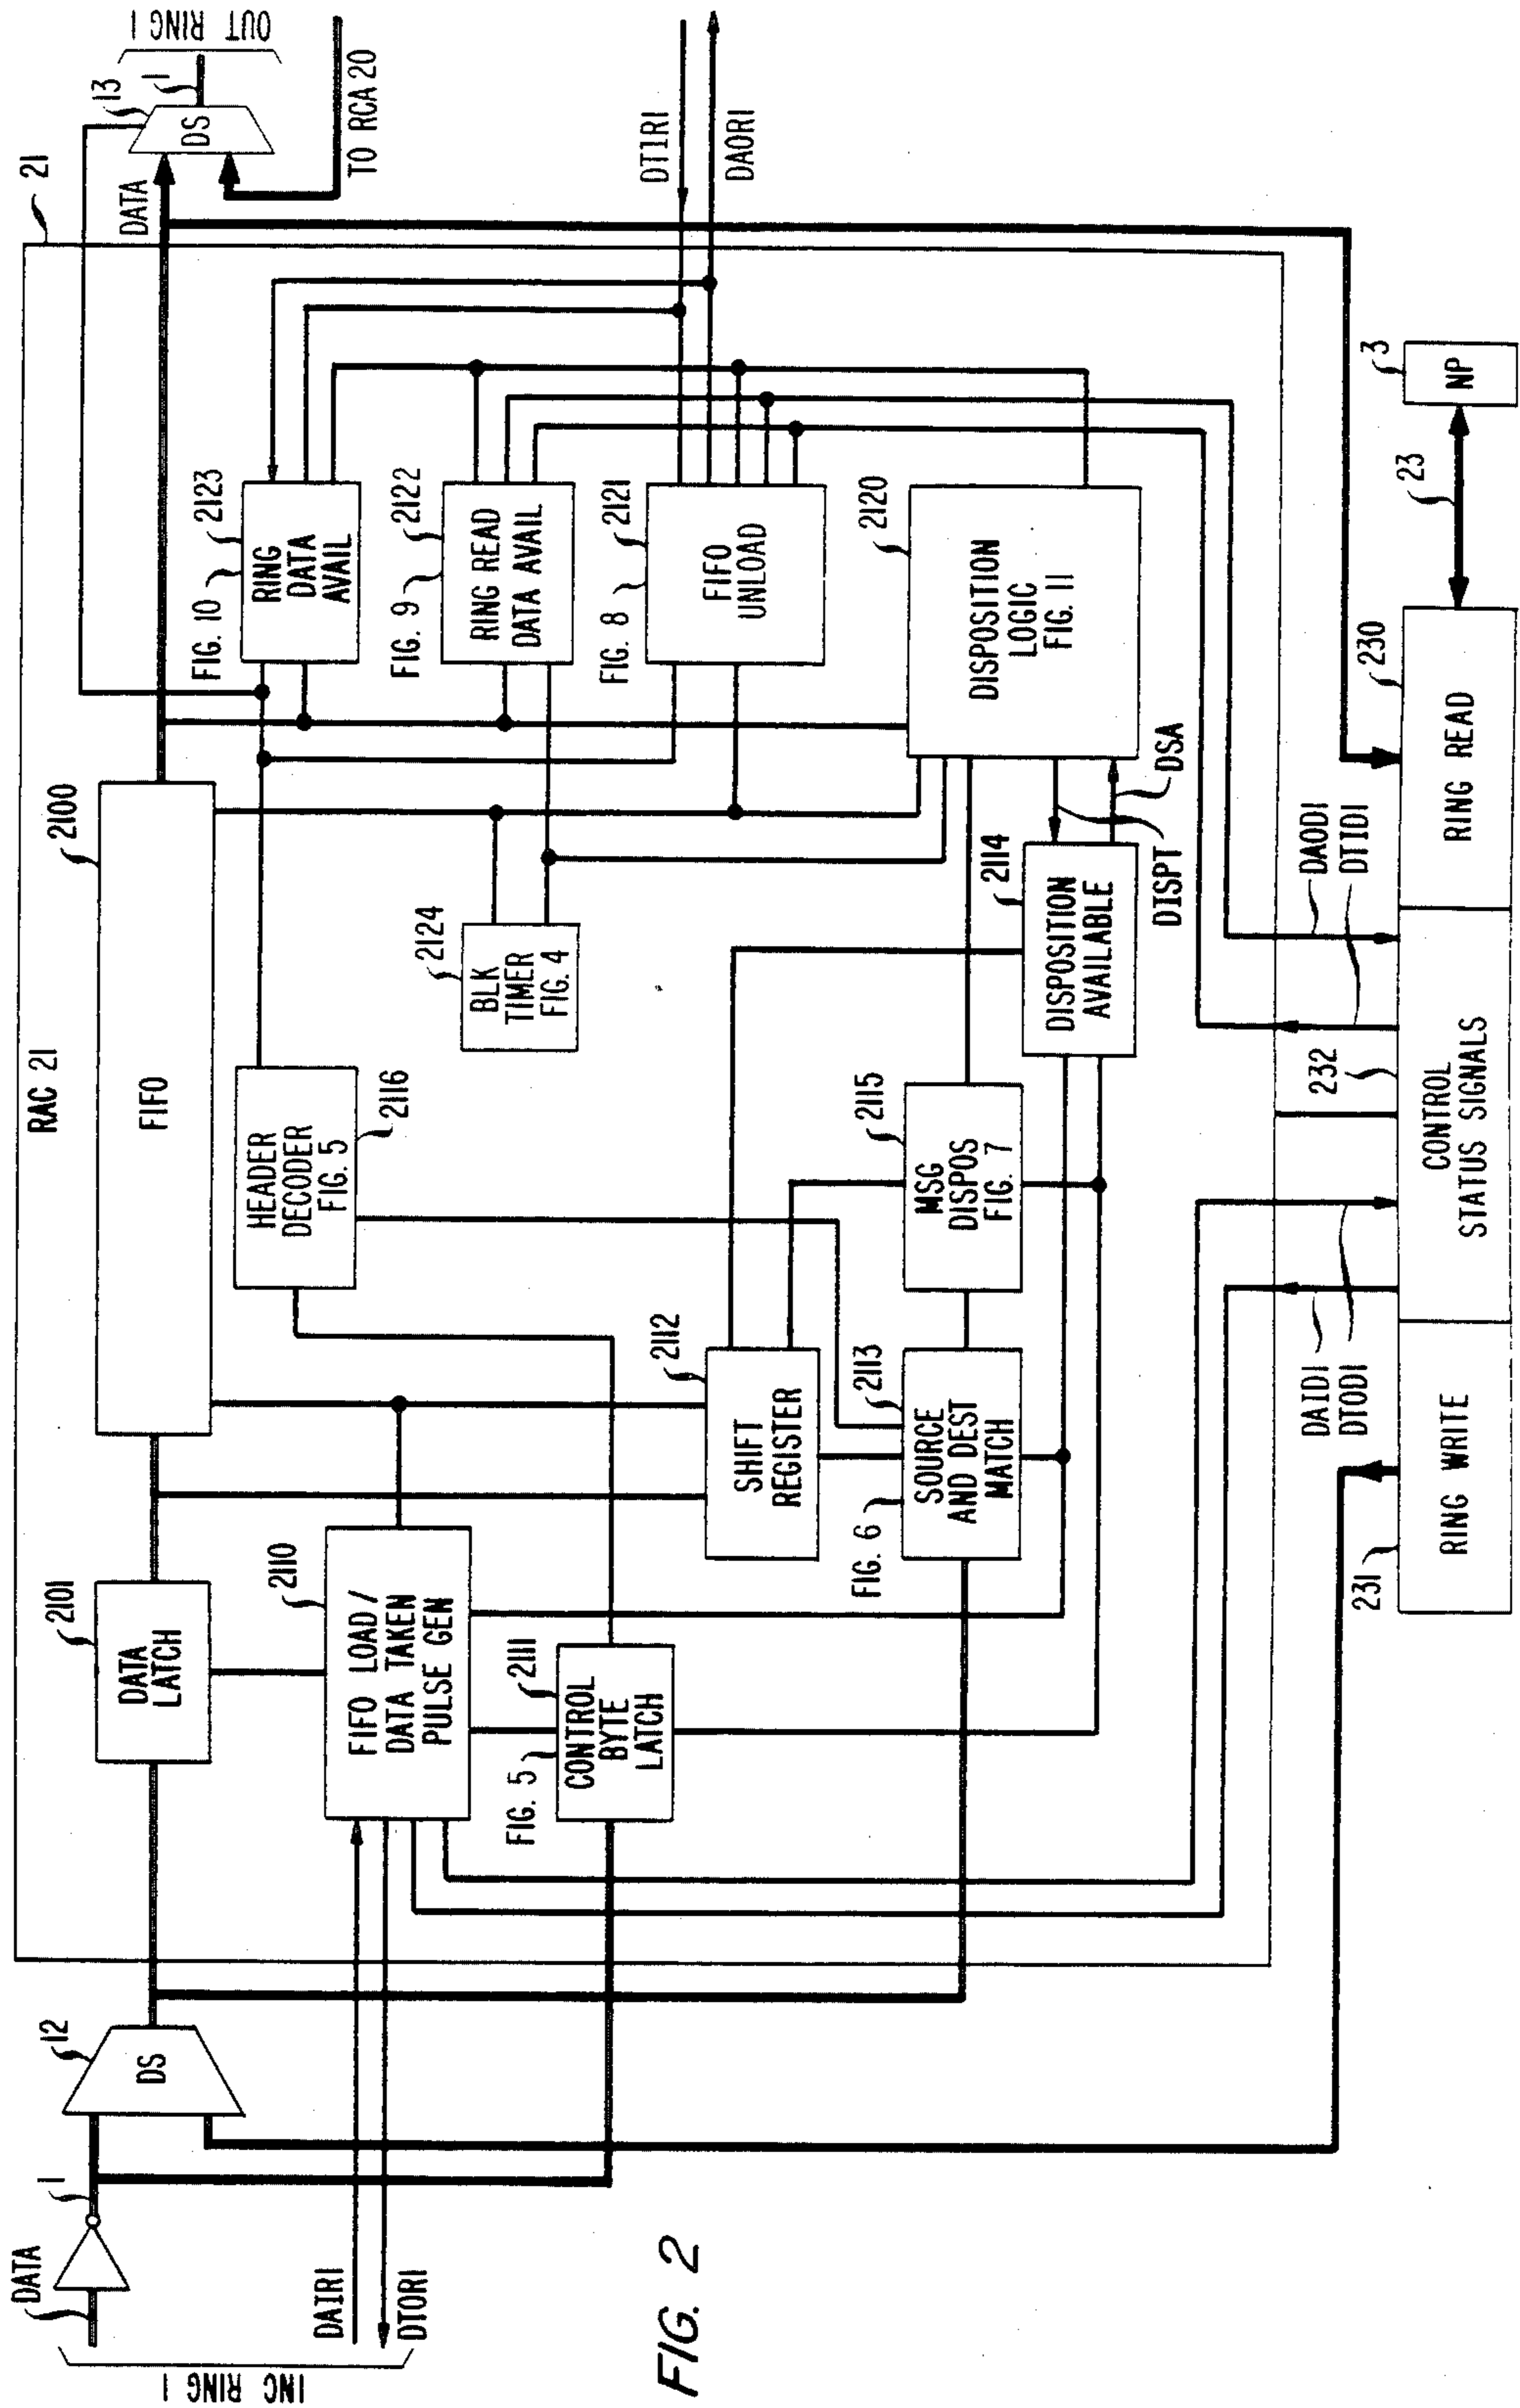 INC RING 1
DATA
1
DAIR1
DTOR1
12
DS
RAC 21
21
2101
DATA
LATCH
2100
FIFO
DATA
13
DS
1
OUT RING 1
TO RCA 20
2110
FIFO LOAD/
DATA TAKEN
PULSE GEN
2116
HEADER
DECODER
FIG. 5
FIG. 10
2123
RING
DATA
AVAIL
DT1R1
DAOR1
2124
BLK
TIMER
FIG. 4
FIG. 9
2122
RING READ
DATA AVAIL
FIG. 5
2111
CONTROL
BYTE
LATCH
2112
SHIFT
REGISTER
FIG. 8
2121
FIFO
UNLOAD
FIG. 6
2113
SOURCE
AND DEST
MATCH
2115
MSG
DISPOS
FIG. 7
2114
DISPOSITION
AVAILABLE
2120
DISPOSITION
LOGIC
FIG. 11
DISPT
DSA
DAIDI
DTODI
232
DAODI
DTIDI
231
RING WRITE
CONTROL
STATUS SIGNALS
230
RING READ
23
3
NP
FIG. 2